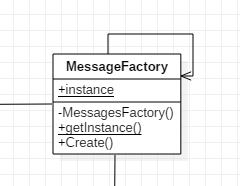 MessageFactory
+instance
-MessagesFactory()
+getInstance()
+Create()